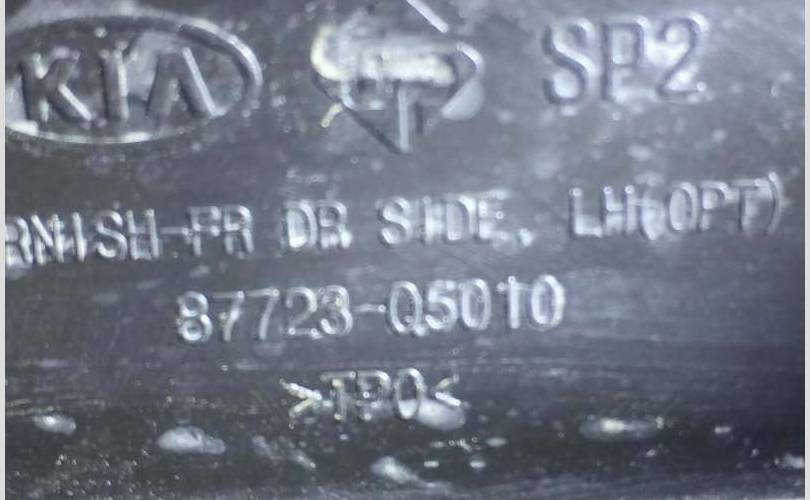 KIA SP2
RNISH-FR DR SIDE, LH(OPT)
87723-Q5010
>TPO<